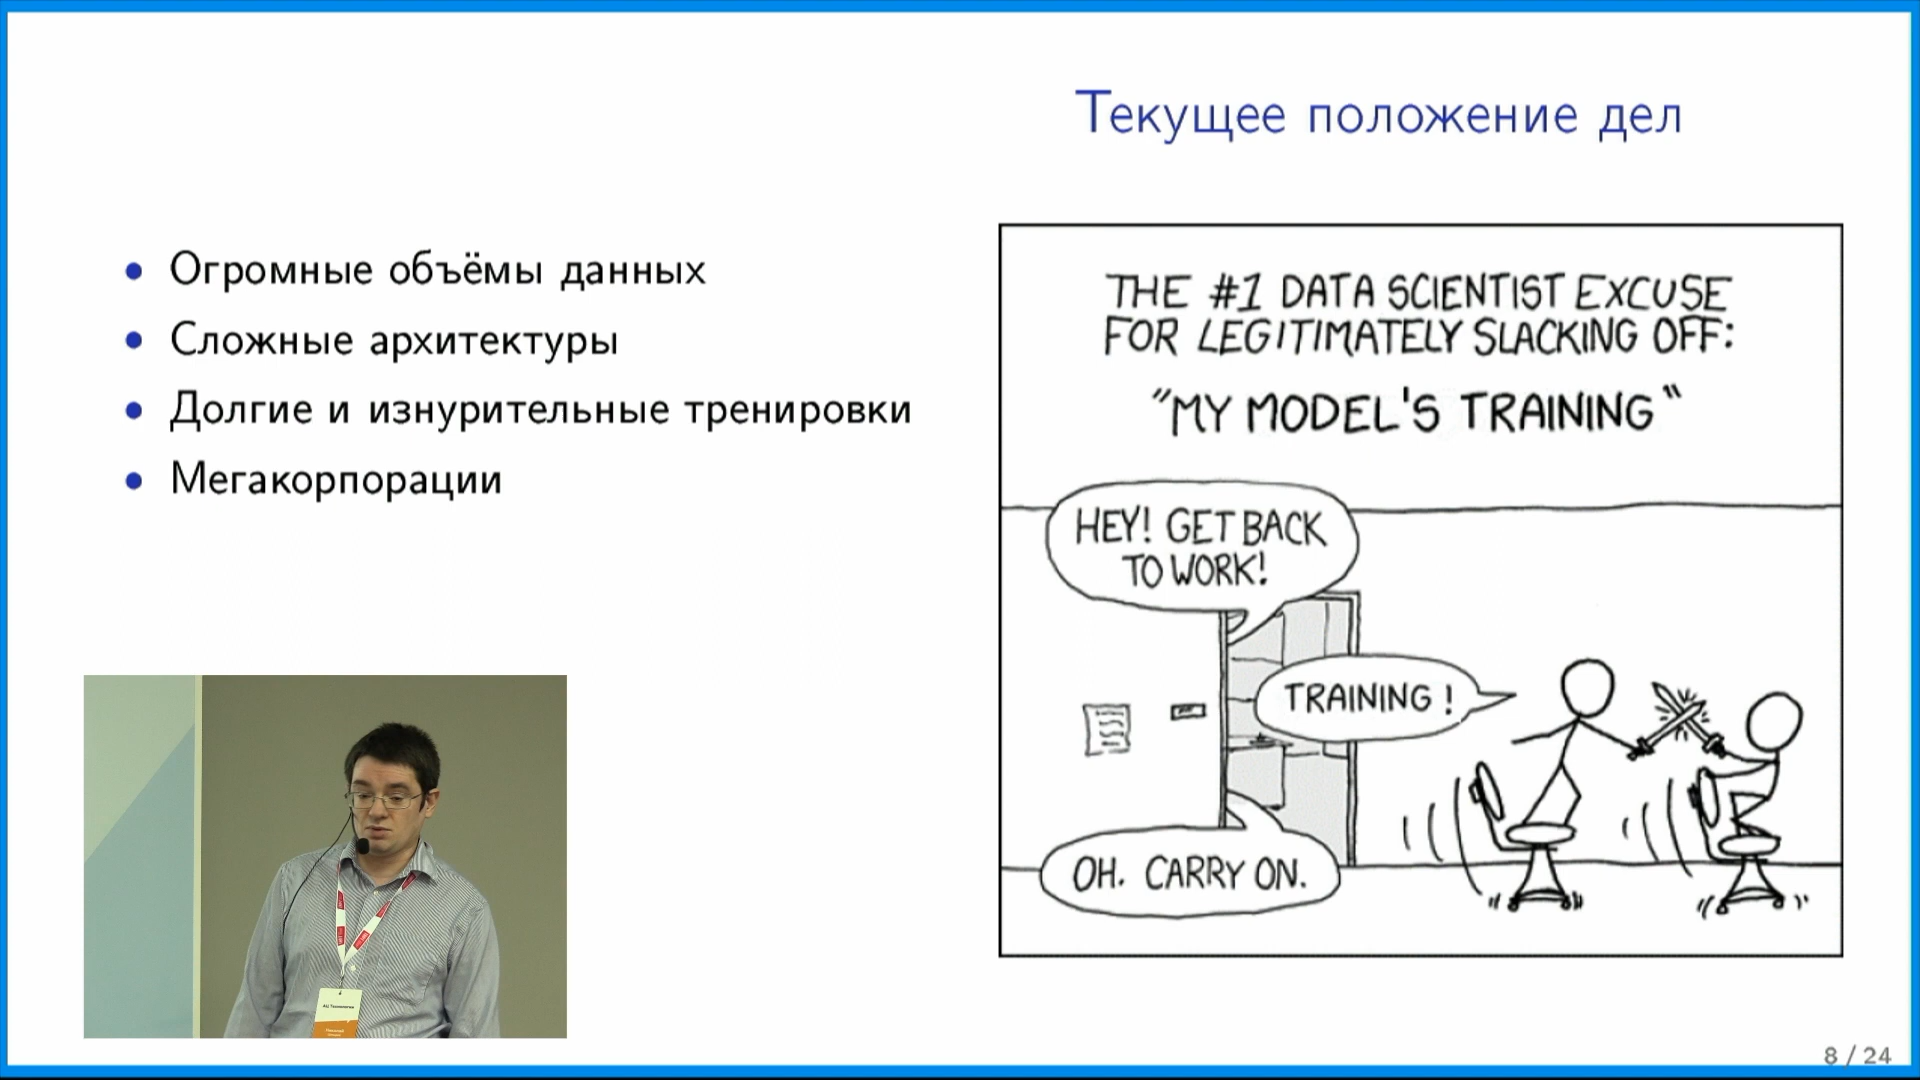 Текущее положение дел
Огромные объёмы данных
Сложные архитектуры
Долгие и изнурительные тренировки
Мегакорпорации
THE #1 DATA SCIENTIST EXCUSE
FOR LEGITIMATELY SLACKING OFF:
"MY MODEL'S TRAINING"
HEY! GET BACK
TO WORK!
TRAINING!
OH. CARRY ON.
8 / 24